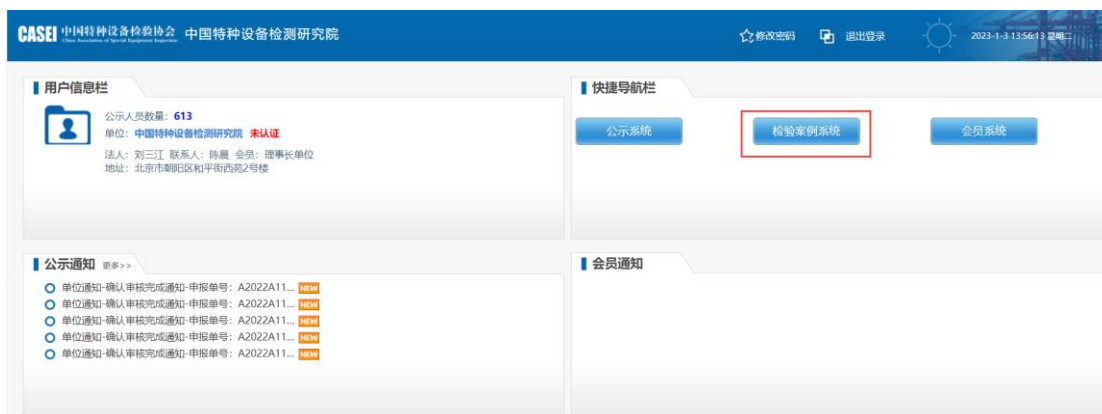 CASEI 中国特种设备检验协会 中国特种设备检测研究院
China Association of Special Equipment Inspection
修改密码 退出登录 2023-1-3 13:56:13 星期二
用户信息栏
公示人员数量: 613
单位: 中国特种设备检测研究院 未认证
法人: 刘三江 联系人: 陈晨 会员: 理事长单位
地址: 北京市朝阳区和平街西苑2号楼
快捷导航栏
公示系统 检验案例系统 会员系统
公示通知 更多>>
单位通知-确认审核完成通知-申报单号: A2022A11... NEW
单位通知-确认审核完成通知-申报单号: A2022A11... NEW
单位通知-确认审核完成通知-申报单号: A2022A11... NEW
单位通知-确认审核完成通知-申报单号: A2022A11... NEW
单位通知-确认审核完成通知-申报单号: A2022A11... NEW
会员通知